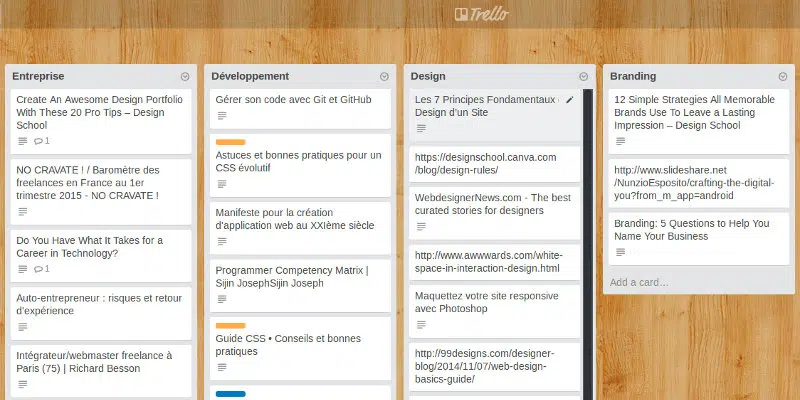 Trello
Entreprise
Create An Awesome Design Portfolio
With These 20 Pro Tips – Design
School
1
NO CRAVATE ! / Baromètre des
freelances en France au 1er
trimestre 2015 - NO CRAVATE !
Do You Have What It Takes for a
Career in Technology?
1
Auto-entrepreneur : risques et retour
d'expérience
Intégrateur/webmaster freelance à
Paris (75) | Richard Besson
Développement
Gérer son code avec Git et GitHub
Astuces et bonnes pratiques pour un
CSS évolutif
Manifeste pour la création
d'application web au XXIème siècle
Programmer Competency Matrix |
Sijin JosephSijin Joseph
Guide CSS • Conseils et bonnes
pratiques
Design
Les 7 Principes Fondamentaux
Design d'un Site
https://designschool.canva.com
/blog/design-rules/
WebdesignerNews.com - The best
curated stories for designers
http://www.awwwards.com/white-
space-in-interaction-design.html
Maquettez votre site responsive
avec Photoshop
http://99designs.com/designer-
blog/2014/11/07/web-design-
basics-guide/
Branding
12 Simple Strategies All Memorable
Brands Use To Leave a Lasting
Impression – Design School
http://www.slideshare.net
/NunzioEsposito/crafting-the-digital-
you?from_m_app=android
Branding: 5 Questions to Help You
Name Your Business
Add a card...